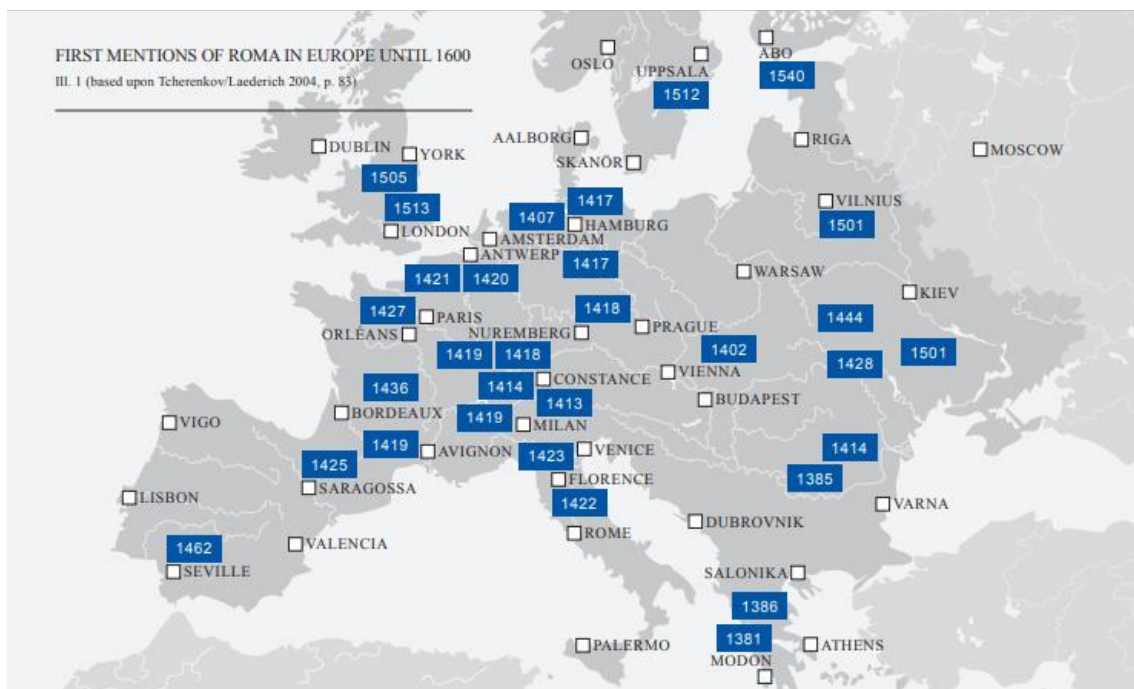 FIRST MENTIONS OF ROMA IN EUROPE UNTIL 1600
Ill. 1 (based upon Tcherenkov/Laederich 2004, p. 83)
OSLO
UPPSALA
1512
ABO
1540
AALBORG
SKANÖR
RIGA
MOSCOW
DUBLIN
YORK
1505
1513
LONDON
1407
1417
HAMBURG
AMSTERDAM
ANTWERP
1417
VILNIUS
1501
1421
1420
WARSAW
KIEV
1427
PARIS
ORLÉANS
1418
NUREMBERG
PRAGUE
1444
1419
1418
1402
1428
1501
1414
CONSTANCE
VIENNA
1436
1413
BUDAPEST
BORDEAUX
1419
MILAN
VIGO
1419
AVIGNON
1423
VENICE
1414
1425
SARAGOSSA
FLORENCE
1385
LISBON
1422
VARNA
ROME
DUBROVNIK
1462
VALENCIA
SEVILLE
SALONIKA
1386
1381
PALERMO
MODON
ATHENS